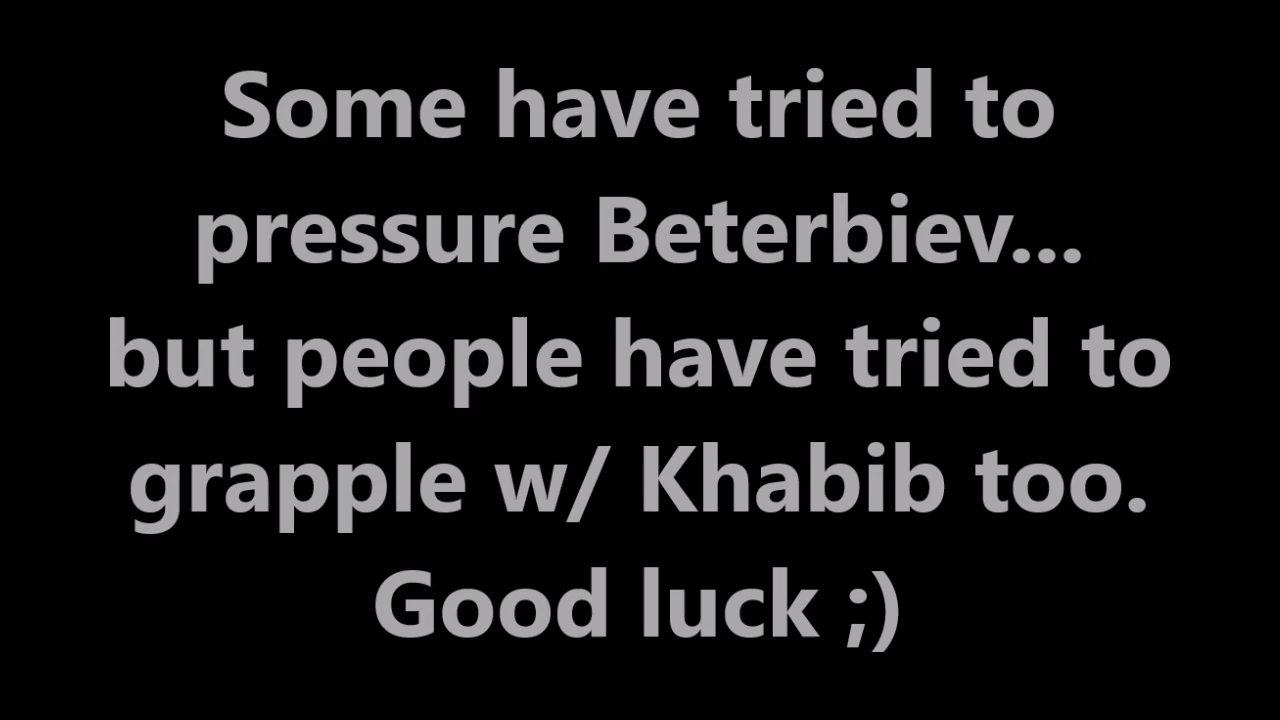 Some have tried to
pressure Beterbiev...
but people have tried to
grapple w/ Khabib too.
Good luck ;)